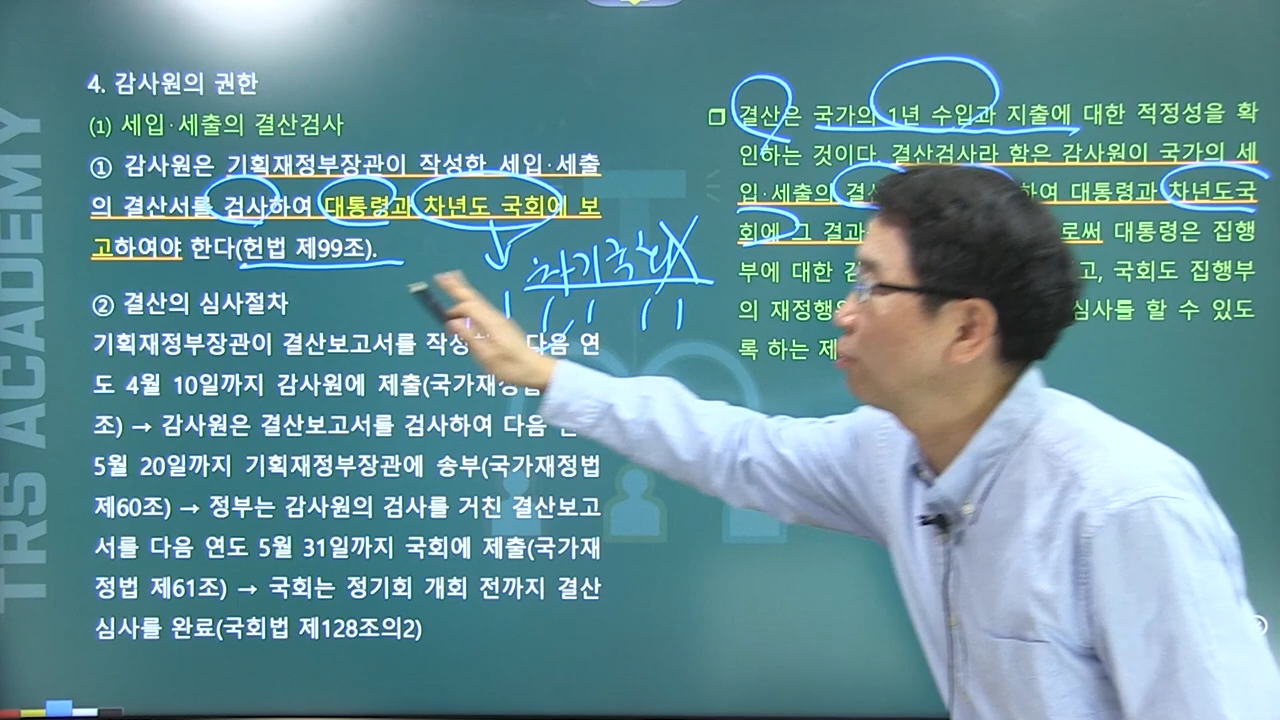 TRS ACADEMY
4. 감사원의 권한
(1) 세입·세출의 결산검사
① 감사원은 기획재정부장관이 작성한 세입·세출
의 결산서를 검사하여 대통령과 차년도 국회에 보
고하여야 한다(헌법 제99조).
차기국회
② 결산의 심사절차
기획재정부장관이 결산보고서를 다음 연
도 4월 10일까지 감사원에 제출(국가재정
조) → 감사원은 결산보고서를 검사하여 다음
5월 20일까지 기획재정부장관에 송부(국가재정법
제60조) → 정부는 감사원의 검사를 거친 결산보고
서를 다음 연도 5월 31일까지 국회에 제출(국가재
정법 제61조) → 국회는 정기회 개회 전까지 결산
심사를 완료(국회법 제128조의2)
❐ 결산은 국가의 1년 수입과 지출에 대한 적정성을 확
인하는 것이다. 결산검사라 함은 감사원이 국가의 세
입·세출의 하여 대통령과 차년도국
회에 그 결과 로써 대통령은 집행
부에 대한 고, 국회도 집행부
의 재정행 심사를 할 수 있도
록 하는